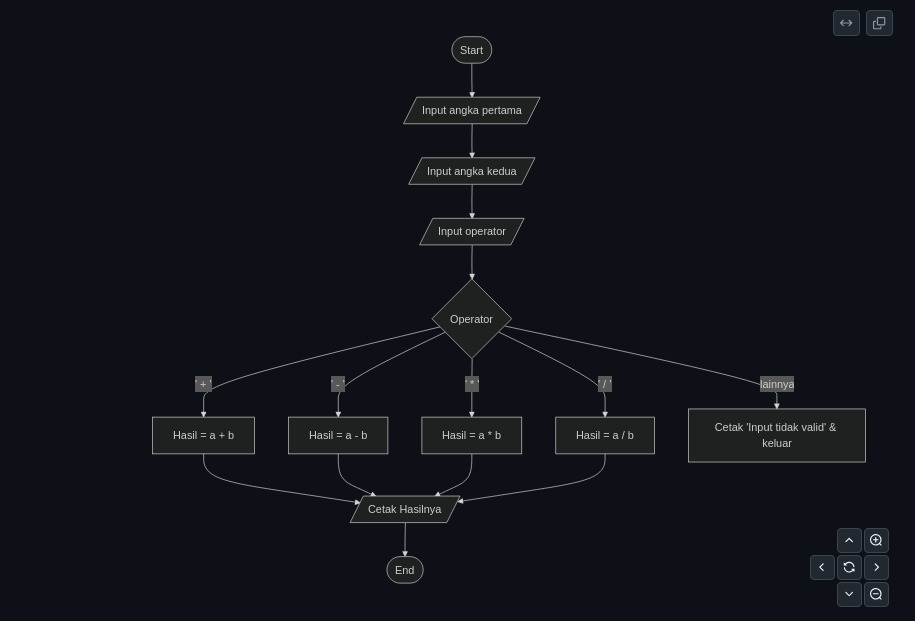 Start
Input angka pertama
Input angka kedua
Input operator
Operator
' + '
' - '
' * '
' / '
lainnya
Hasil = a + b
Hasil = a - b
Hasil = a * b
Hasil = a / b
Cetak 'Input tidak valid' &
keluar
Cetak Hasilnya
End